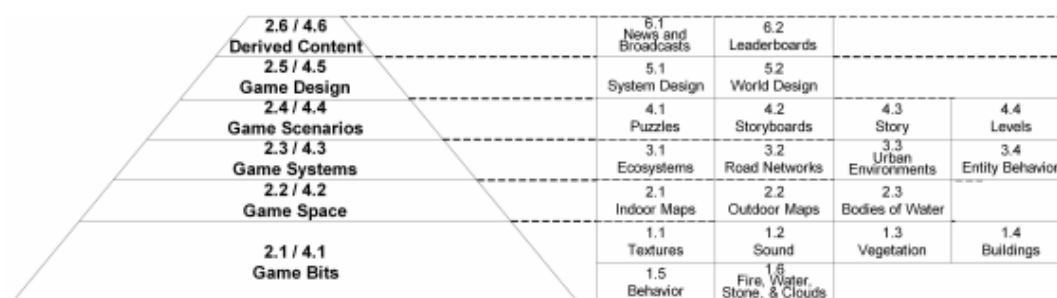 2.6 / 4.6
Derived Content
6.1
News and
Broadcasts
6.2
Leaderboards
2.5 / 4.5
Game Design
5.1
System Design
5.2
World Design
2.4 / 4.4
Game Scenarios
4.1
Puzzles
4.2
Storyboards
4.3
Story
4.4
Levels
2.3 / 4.3
Game Systems
3.1
Ecosystems
3.2
Road Networks
3.3
Urban
Environments
3.4
Entity Behavior
2.2 / 4.2
Game Space
2.1
Indoor Maps
2.2
Outdoor Maps
2.3
Bodies of Water
2.1 / 4.1
Game Bits
1.1
Textures
1.2
Sound
1.3
Vegetation
1.4
Buildings
1.5
Behavior
1.6
Fire, Water,
Stone, & Clouds